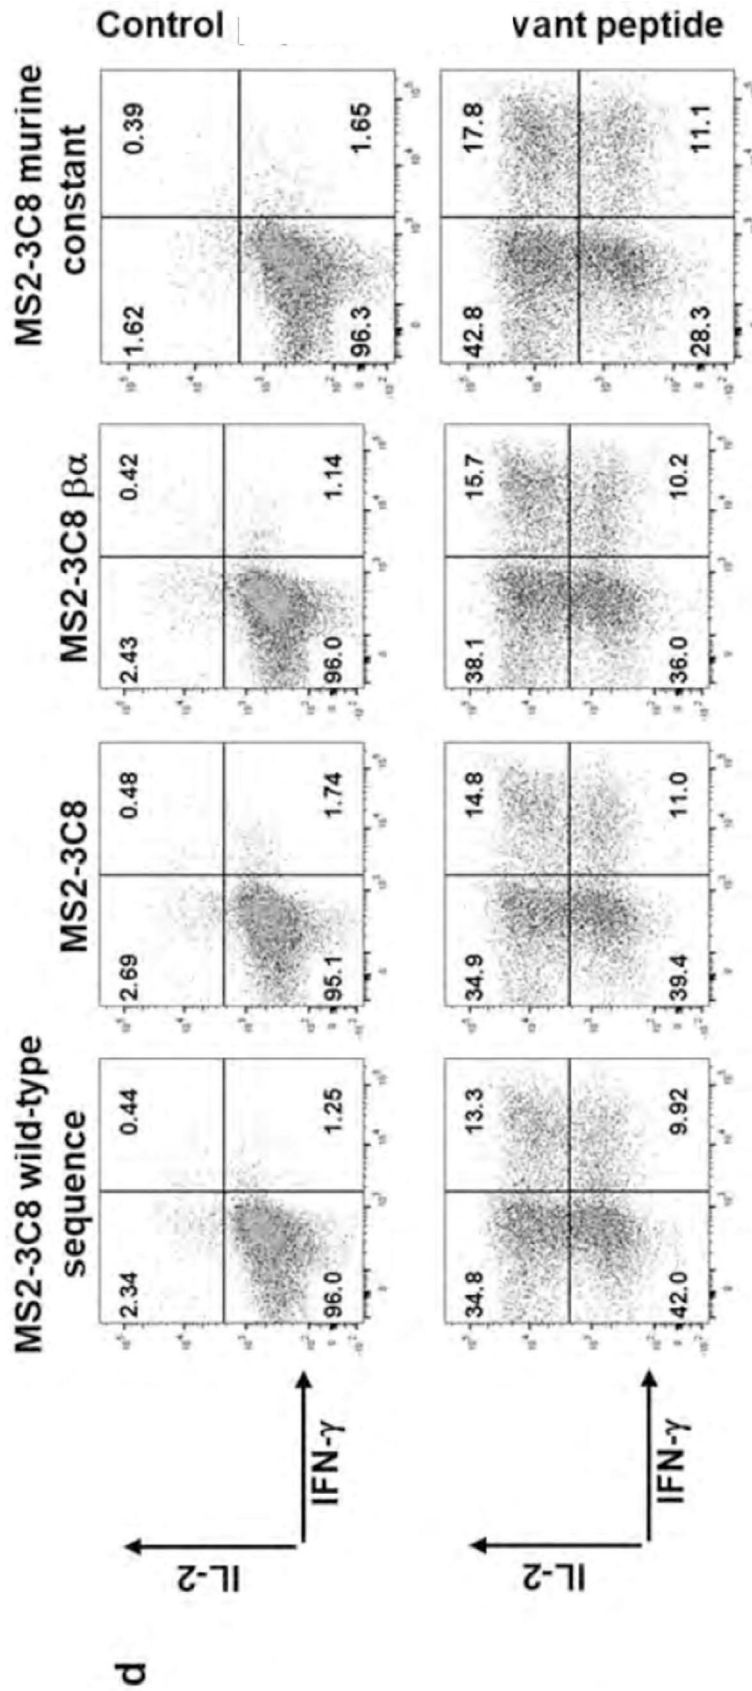 d
MS2-3C8 wild-type
sequence
MS2-3C8
MS2-3C8 βα
MS2-3C8 murine
constant
Control
IL-2
IFN-γ
2.34 0.44
96.0 1.25
2.69 0.48
95.1 1.74
2.43 0.42
96.0 1.14
1.62 0.39
96.3 1.65
vant peptide
IL-2
IFN-γ
34.8 13.3
42.0 9.92
34.9 14.8
39.4 11.0
38.1 15.7
36.0 10.2
42.8 17.8
28.3 11.1